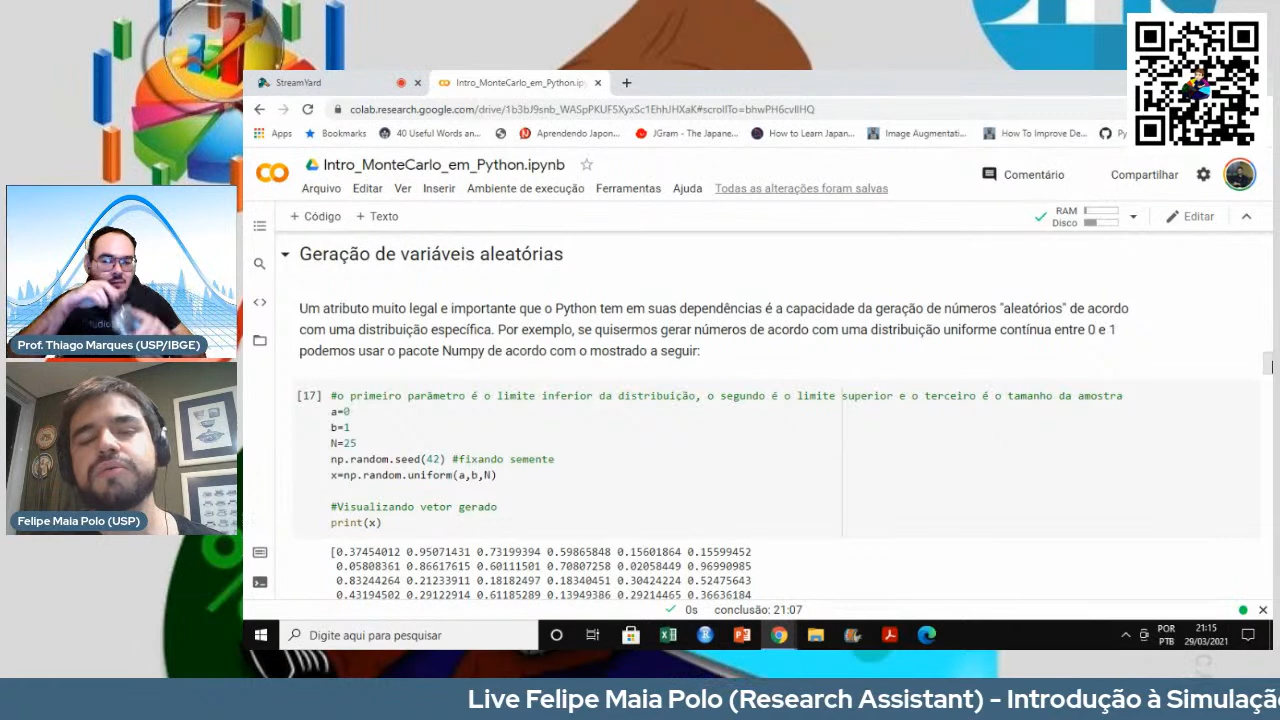 StreamYard
Intro_MonteCarlo_em_Python.ip
colab.research.google.com/drive/1b3bJ9snb_WASpPKUF5XyxSc1EhhJHXaK#scrollTo=bhwPH6cvlIHQ
Apps
Bookmarks
40 Useful Words an...
Aprendendo Japon...
JGram - The Japane...
How to Learn Japan...
Image Augmentati...
How To Improve De...
Py
Intro_MonteCarlo_em_Python.ipynb
Comentário
Compartilhar
Arquivo Editar Ver Inserir Ambiente de execução Ferramentas Ajuda Todas as alterações foram salvas
+ Código + Texto
RAM
Disco
Editar
Geração de variáveis aleatórias
Um atributo muito legal e importante que o Python tem em suas dependências é a capacidade da geração de números "aleatórios" de acordo
com uma distribuição específica. Por exemplo, se quisermos gerar números de acordo com uma distribuição uniforme contínua entre 0 e 1
podemos usar o pacote Numpy de acordo com o mostrado a seguir:
[17] #o primeiro parâmetro é o limite inferior da distribuição, o segundo é o limite superior e o terceiro é o tamanho da amostra
a=0
b=1
N=25
np.random.seed(42) #fixando semente
x=np.random.uniform(a,b,N)
#Visualizando vetor gerado
print(x)
[0.37454012 0.95071431 0.73199394 0.59865848 0.15601864 0.15599452
0.05808361 0.86617615 0.60111501 0.70807258 0.02058449 0.96990985
0.83244264 0.21233911 0.18182497 0.18340451 0.30424224 0.52475643
0.43194502 0.29122914 0.61185289 0.13949386 0.29214465 0.36636184
0s conclusão: 21:07
Prof. Thiago Marques (USP/IBGE)
Felipe Maia Polo (USP)
Digite aqui para pesquisar
POR
PTB
21:15
29/03/2021
Live Felipe Maia Polo (Research Assistant) - Introdução à Simulaçã